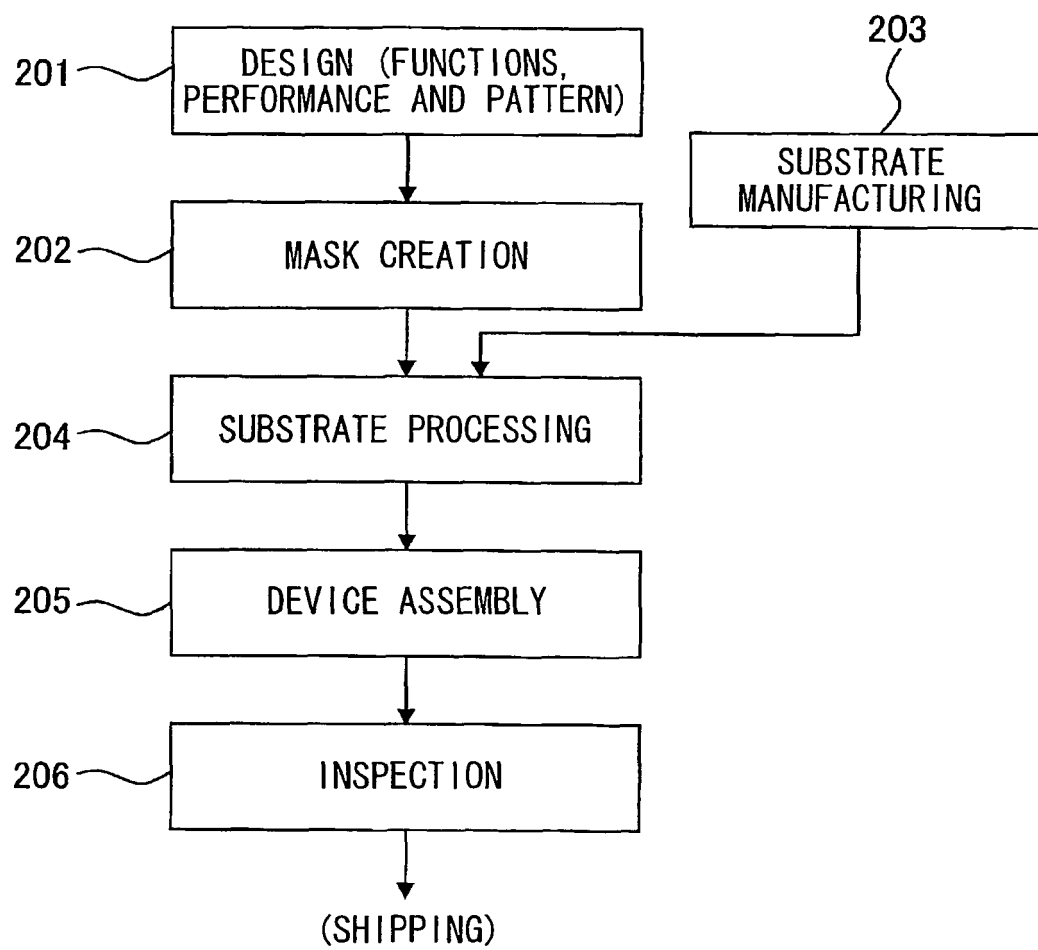 201
DESIGN (FUNCTIONS,
PERFORMANCE AND PATTERN)
203
SUBSTRATE
MANUFACTURING
202
MASK CREATION
204
SUBSTRATE PROCESSING
205
DEVICE ASSEMBLY
206
INSPECTION
(SHIPPING)